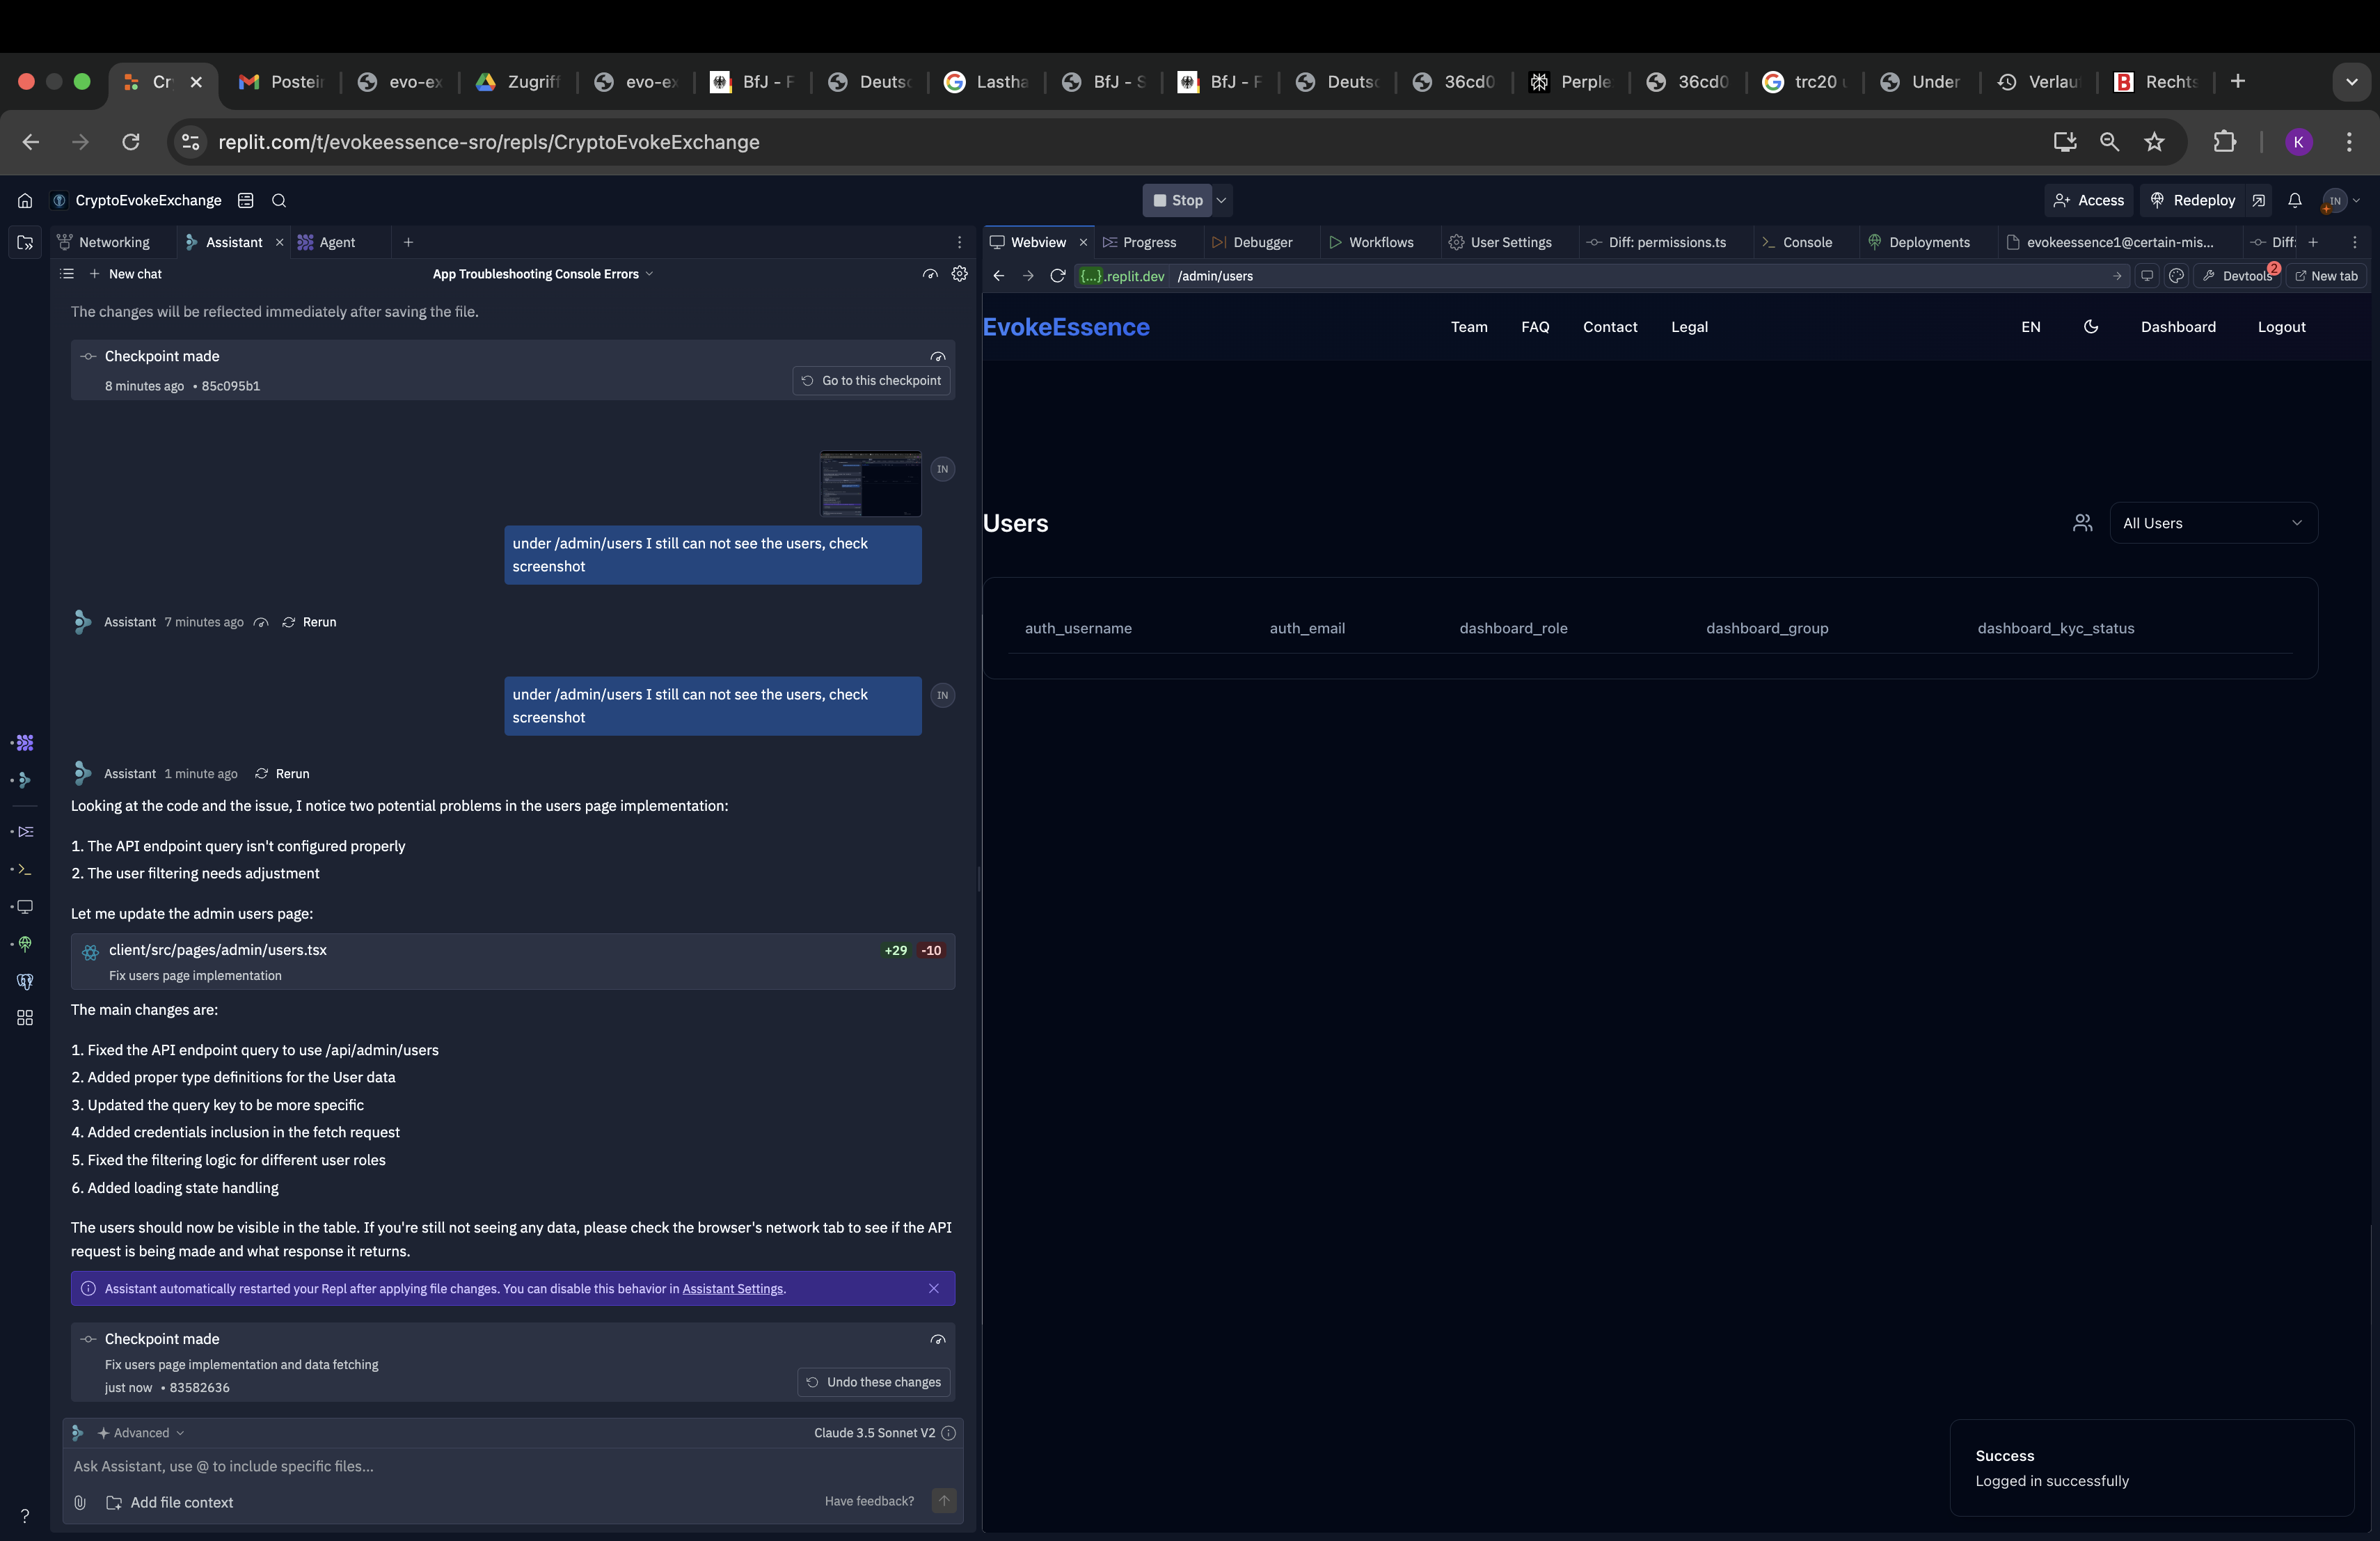 Cr
Postein
evo-ex
Zugriff
evo-ex
BfJ - F
Deutsc
Lastha
BfJ - S
BfJ - F
Deutsc
36cd0
Perple
36cd0
trc20 u
Under
Verlau
Rechts
replit.com/t/evokeessence-sro/repls/CryptoEvokeExchange
K
CryptoEvokeExchange
Stop
Access
Redeploy
IN
Networking
Assistant
Agent
New chat
App Troubleshooting Console Errors
The changes will be reflected immediately after saving the file.
Checkpoint made
8 minutes ago • 85c095b1
Go to this checkpoint
IN
under /admin/users I still can not see the users, check
screenshot
Assistant 7 minutes ago Rerun
under /admin/users I still can not see the users, check
screenshot
IN
Assistant 1 minute ago Rerun
Looking at the code and the issue, I notice two potential problems in the users page implementation:
1. The API endpoint query isn't configured properly
2. The user filtering needs adjustment
Let me update the admin users page:
client/src/pages/admin/users.tsx +29 -10
Fix users page implementation
The main changes are:
1. Fixed the API endpoint query to use /api/admin/users
2. Added proper type definitions for the User data
3. Updated the query key to be more specific
4. Added credentials inclusion in the fetch request
5. Fixed the filtering logic for different user roles
6. Added loading state handling
The users should now be visible in the table. If you're still not seeing any data, please check the browser's network tab to see if the API
request is being made and what response it returns.
Assistant automatically restarted your Repl after applying file changes. You can disable this behavior in Assistant Settings.
Checkpoint made
Fix users page implementation and data fetching
just now • 83582636
Undo these changes
Advanced
Claude 3.5 Sonnet V2
Ask Assistant, use @ to include specific files...
Add file context
Have feedback?
?
Webview
Progress
Debugger
Workflows
User Settings
Diff: permissions.ts
Console
Deployments
evokeessence1@certain-mis...
Diff:
{...}.replit.dev /admin/users
Devtools
2
New tab
EvokeEssence
Team
FAQ
Contact
Legal
EN
Dashboard
Logout
Users
All Users
auth_username
auth_email
dashboard_role
dashboard_group
dashboard_kyc_status
Success
Logged in successfully